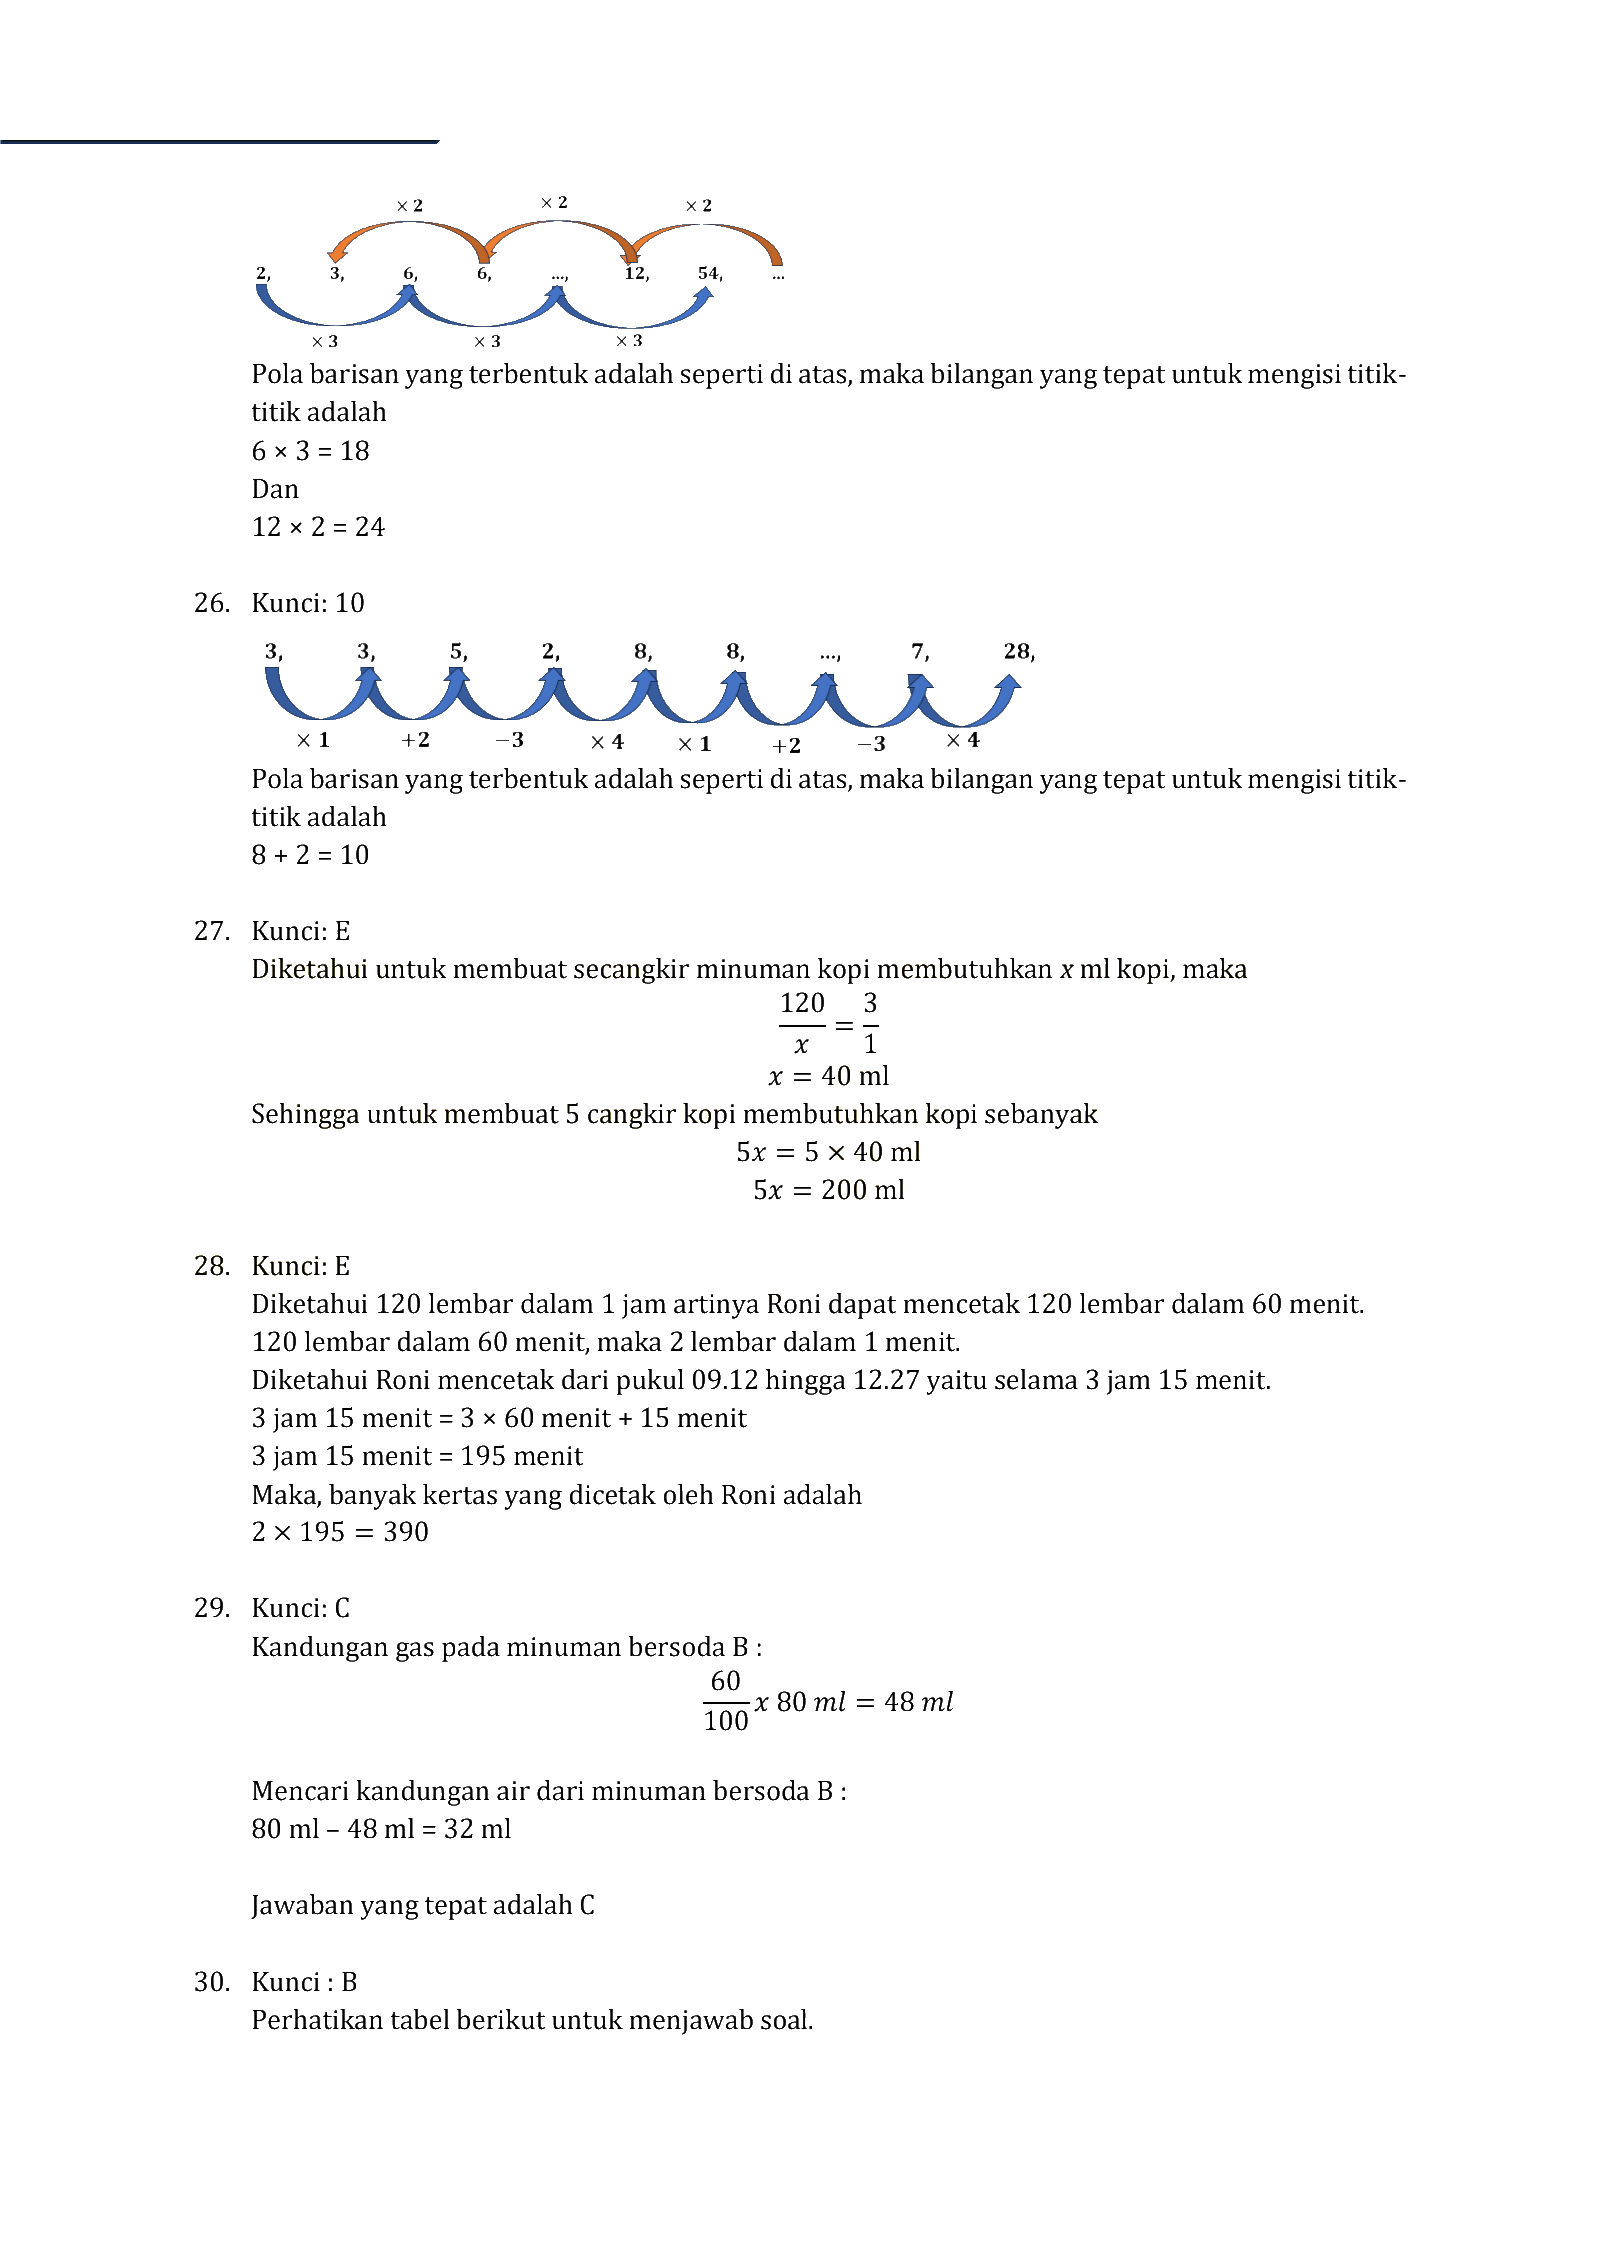 × 2 × 2 × 2
2, 3, 6, 6, ..., 12, 54, ...
× 3 × 3 × 3
Pola barisan yang terbentuk adalah seperti di atas, maka bilangan yang tepat untuk mengisi titik-
titik adalah
6 × 3 = 18
Dan
12 × 2 = 24
26. Kunci: 10
3, 3, 5, 2, 8, 8, ..., 7, 28,
× 1 +2 −3 × 4 × 1 +2 −3 × 4
Pola barisan yang terbentuk adalah seperti di atas, maka bilangan yang tepat untuk mengisi titik-
titik adalah
8 + 2 = 10
27. Kunci: E
Diketahui untuk membuat secangkir minuman kopi membutuhkan x ml kopi, maka
120/x = 3/1
x = 40 ml
Sehingga untuk membuat 5 cangkir kopi membutuhkan kopi sebanyak
5x = 5 × 40 ml
5x = 200 ml
28. Kunci: E
Diketahui 120 lembar dalam 1 jam artinya Roni dapat mencetak 120 lembar dalam 60 menit.
120 lembar dalam 60 menit, maka 2 lembar dalam 1 menit.
Diketahui Roni mencetak dari pukul 09.12 hingga 12.27 yaitu selama 3 jam 15 menit.
3 jam 15 menit = 3 × 60 menit + 15 menit
3 jam 15 menit = 195 menit
Maka, banyak kertas yang dicetak oleh Roni adalah
2 × 195 = 390
29. Kunci: C
Kandungan gas pada minuman bersoda B :
60/100 x 80 ml = 48 ml
Mencari kandungan air dari minuman bersoda B :
80 ml – 48 ml = 32 ml
Jawaban yang tepat adalah C
30. Kunci : B
Perhatikan tabel berikut untuk menjawab soal.